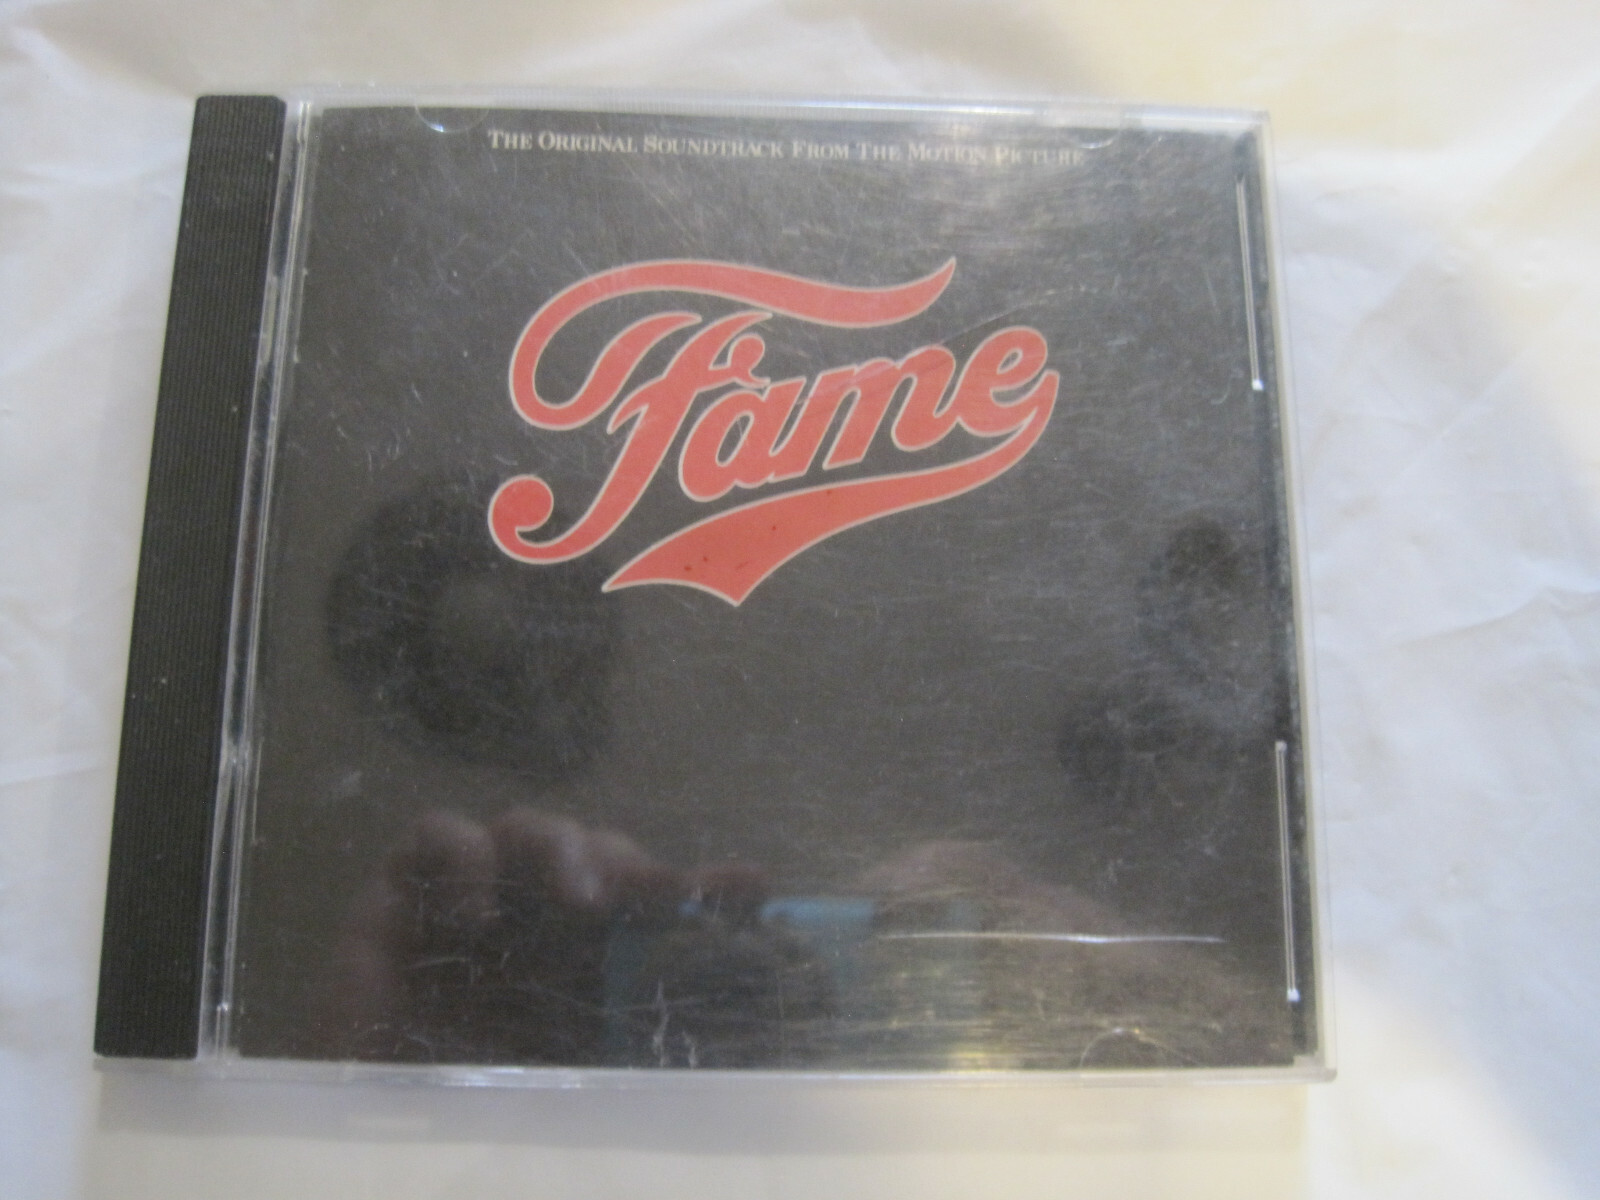 THE ORIGINAL SOUNDTRACK FROM THE MOTION PICTURE
Fame